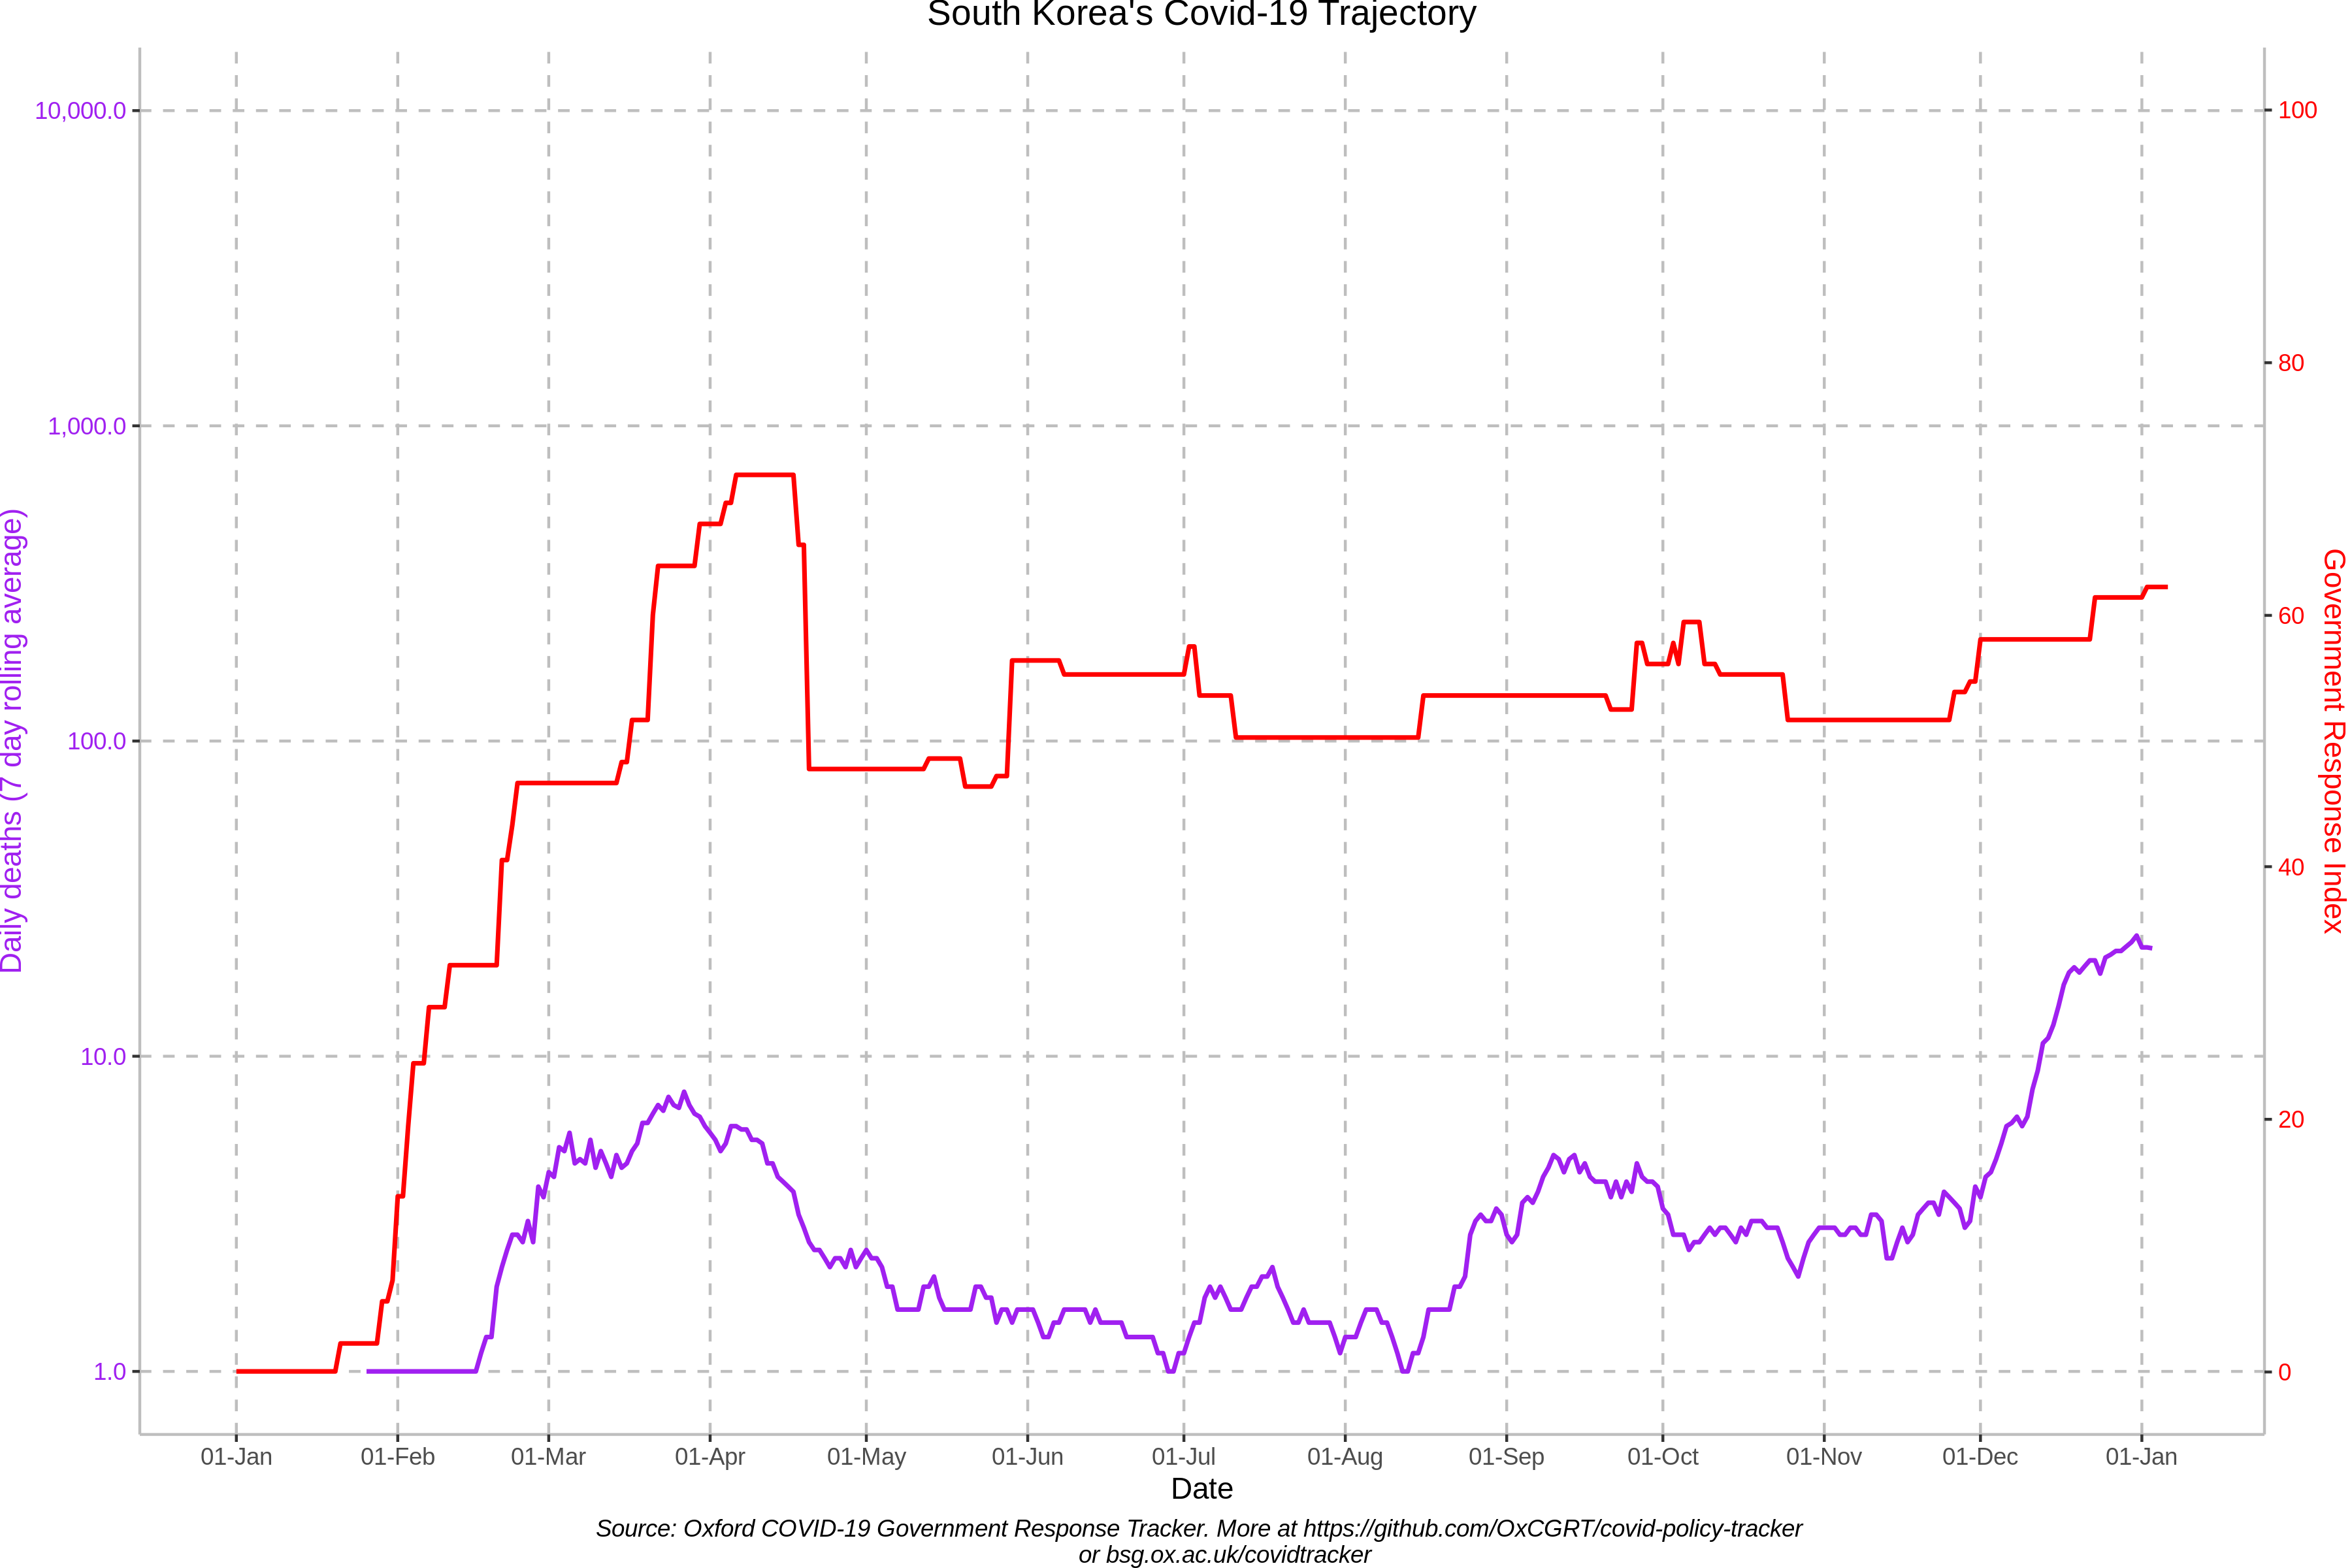 South Korea's Covid-19 Trajectory
10,000.0
1,000.0
100.0
10.0
1.0
Daily deaths (7 day rolling average)
100
80
60
40
20
0
Government Response Index
01-Jan 01-Feb 01-Mar 01-Apr 01-May 01-Jun 01-Jul 01-Aug 01-Sep 01-Oct 01-Nov 01-Dec 01-Jan
Date
Source: Oxford COVID-19 Government Response Tracker. More at https://github.com/OxCGRT/covid-policy-tracker
or bsg.ox.ac.uk/covidtracker